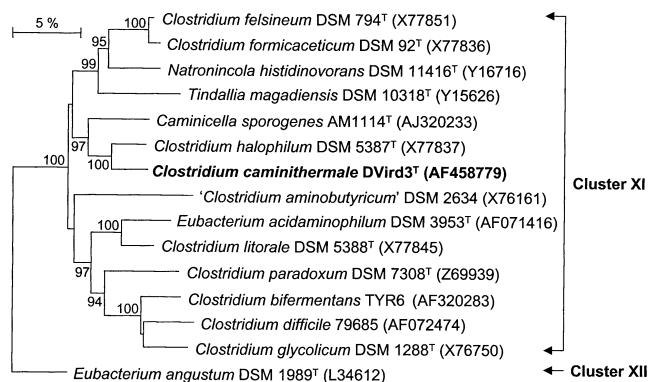 5 %
100
Clostridium felsineum DSM 794ᵀ (X77851)
95
Clostridium formicaceticum DSM 92ᵀ (X77836)
99
Natronincola histidinovorans DSM 11416ᵀ (Y16716)
Tindallia magadiensis DSM 10318ᵀ (Y15626)
Caminicella sporogenes AM1114ᵀ (AJ320233)
97
Clostridium halophilum DSM 5387ᵀ (X77837)
100
100
Clostridium caminithermale DVird3ᵀ (AF458779)
Cluster XI
'Clostridium aminobutyricum' DSM 2634 (X76161)
Eubacterium acidaminophilum DSM 3953ᵀ (AF071416)
100
Clostridium litorale DSM 5388ᵀ (X77845)
97
Clostridium paradoxum DSM 7308ᵀ (Z69939)
94
Clostridium bifermentans TYR6 (AF320283)
100
Clostridium difficile 79685 (AF072474)
Clostridium glycolicum DSM 1288ᵀ (X76750)
Eubacterium angustum DSM 1989ᵀ (L34612)
Cluster XII